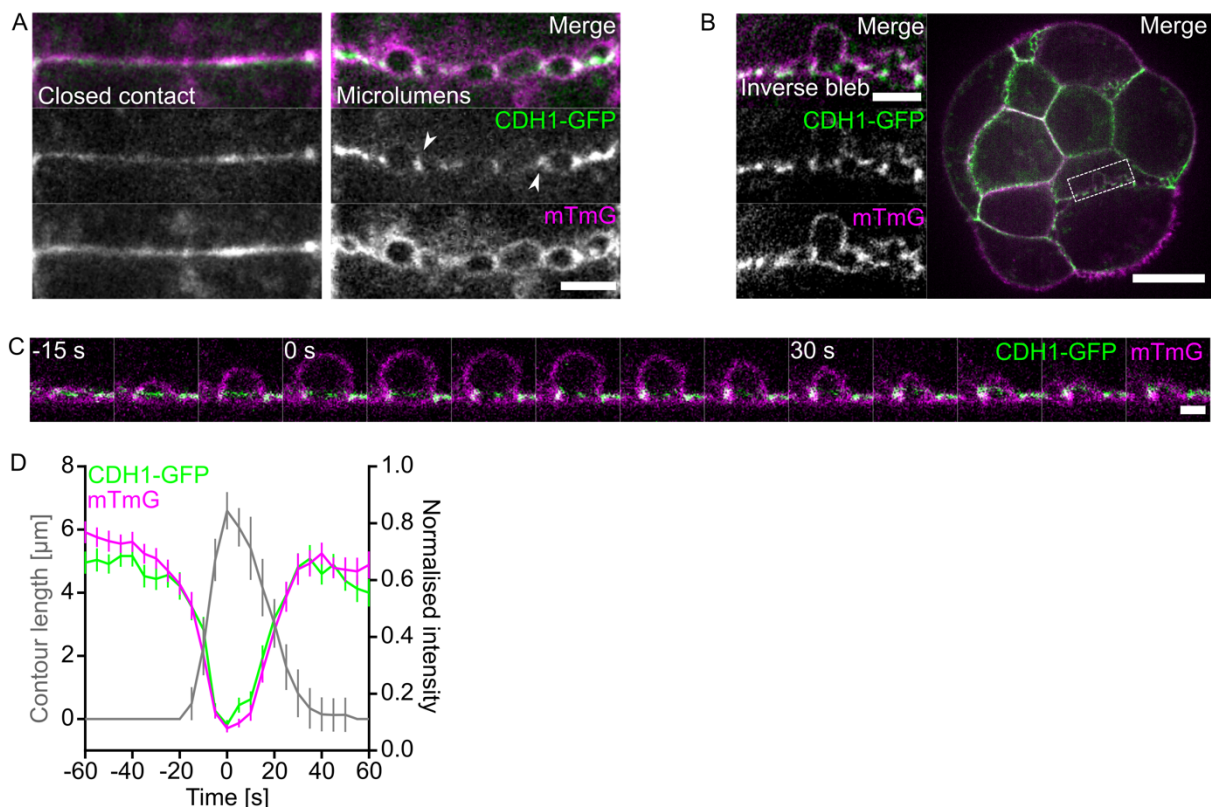 A
Merge
Merge
Closed contact
Microlumens
CDH1-GFP
mTmG
B
Merge
Merge
Inverse bleb
CDH1-GFP
mTmG
C
-15 s
0 s
30 s
CDH1-GFP
mTmG
D
CDH1-GFP
mTmG
Contour length [µm]
8
6
4
2
0
Normalised intensity
1.0
0.8
0.6
0.4
0.2
0.0
-60 -40 -20 0 20 40 60
Time [s]